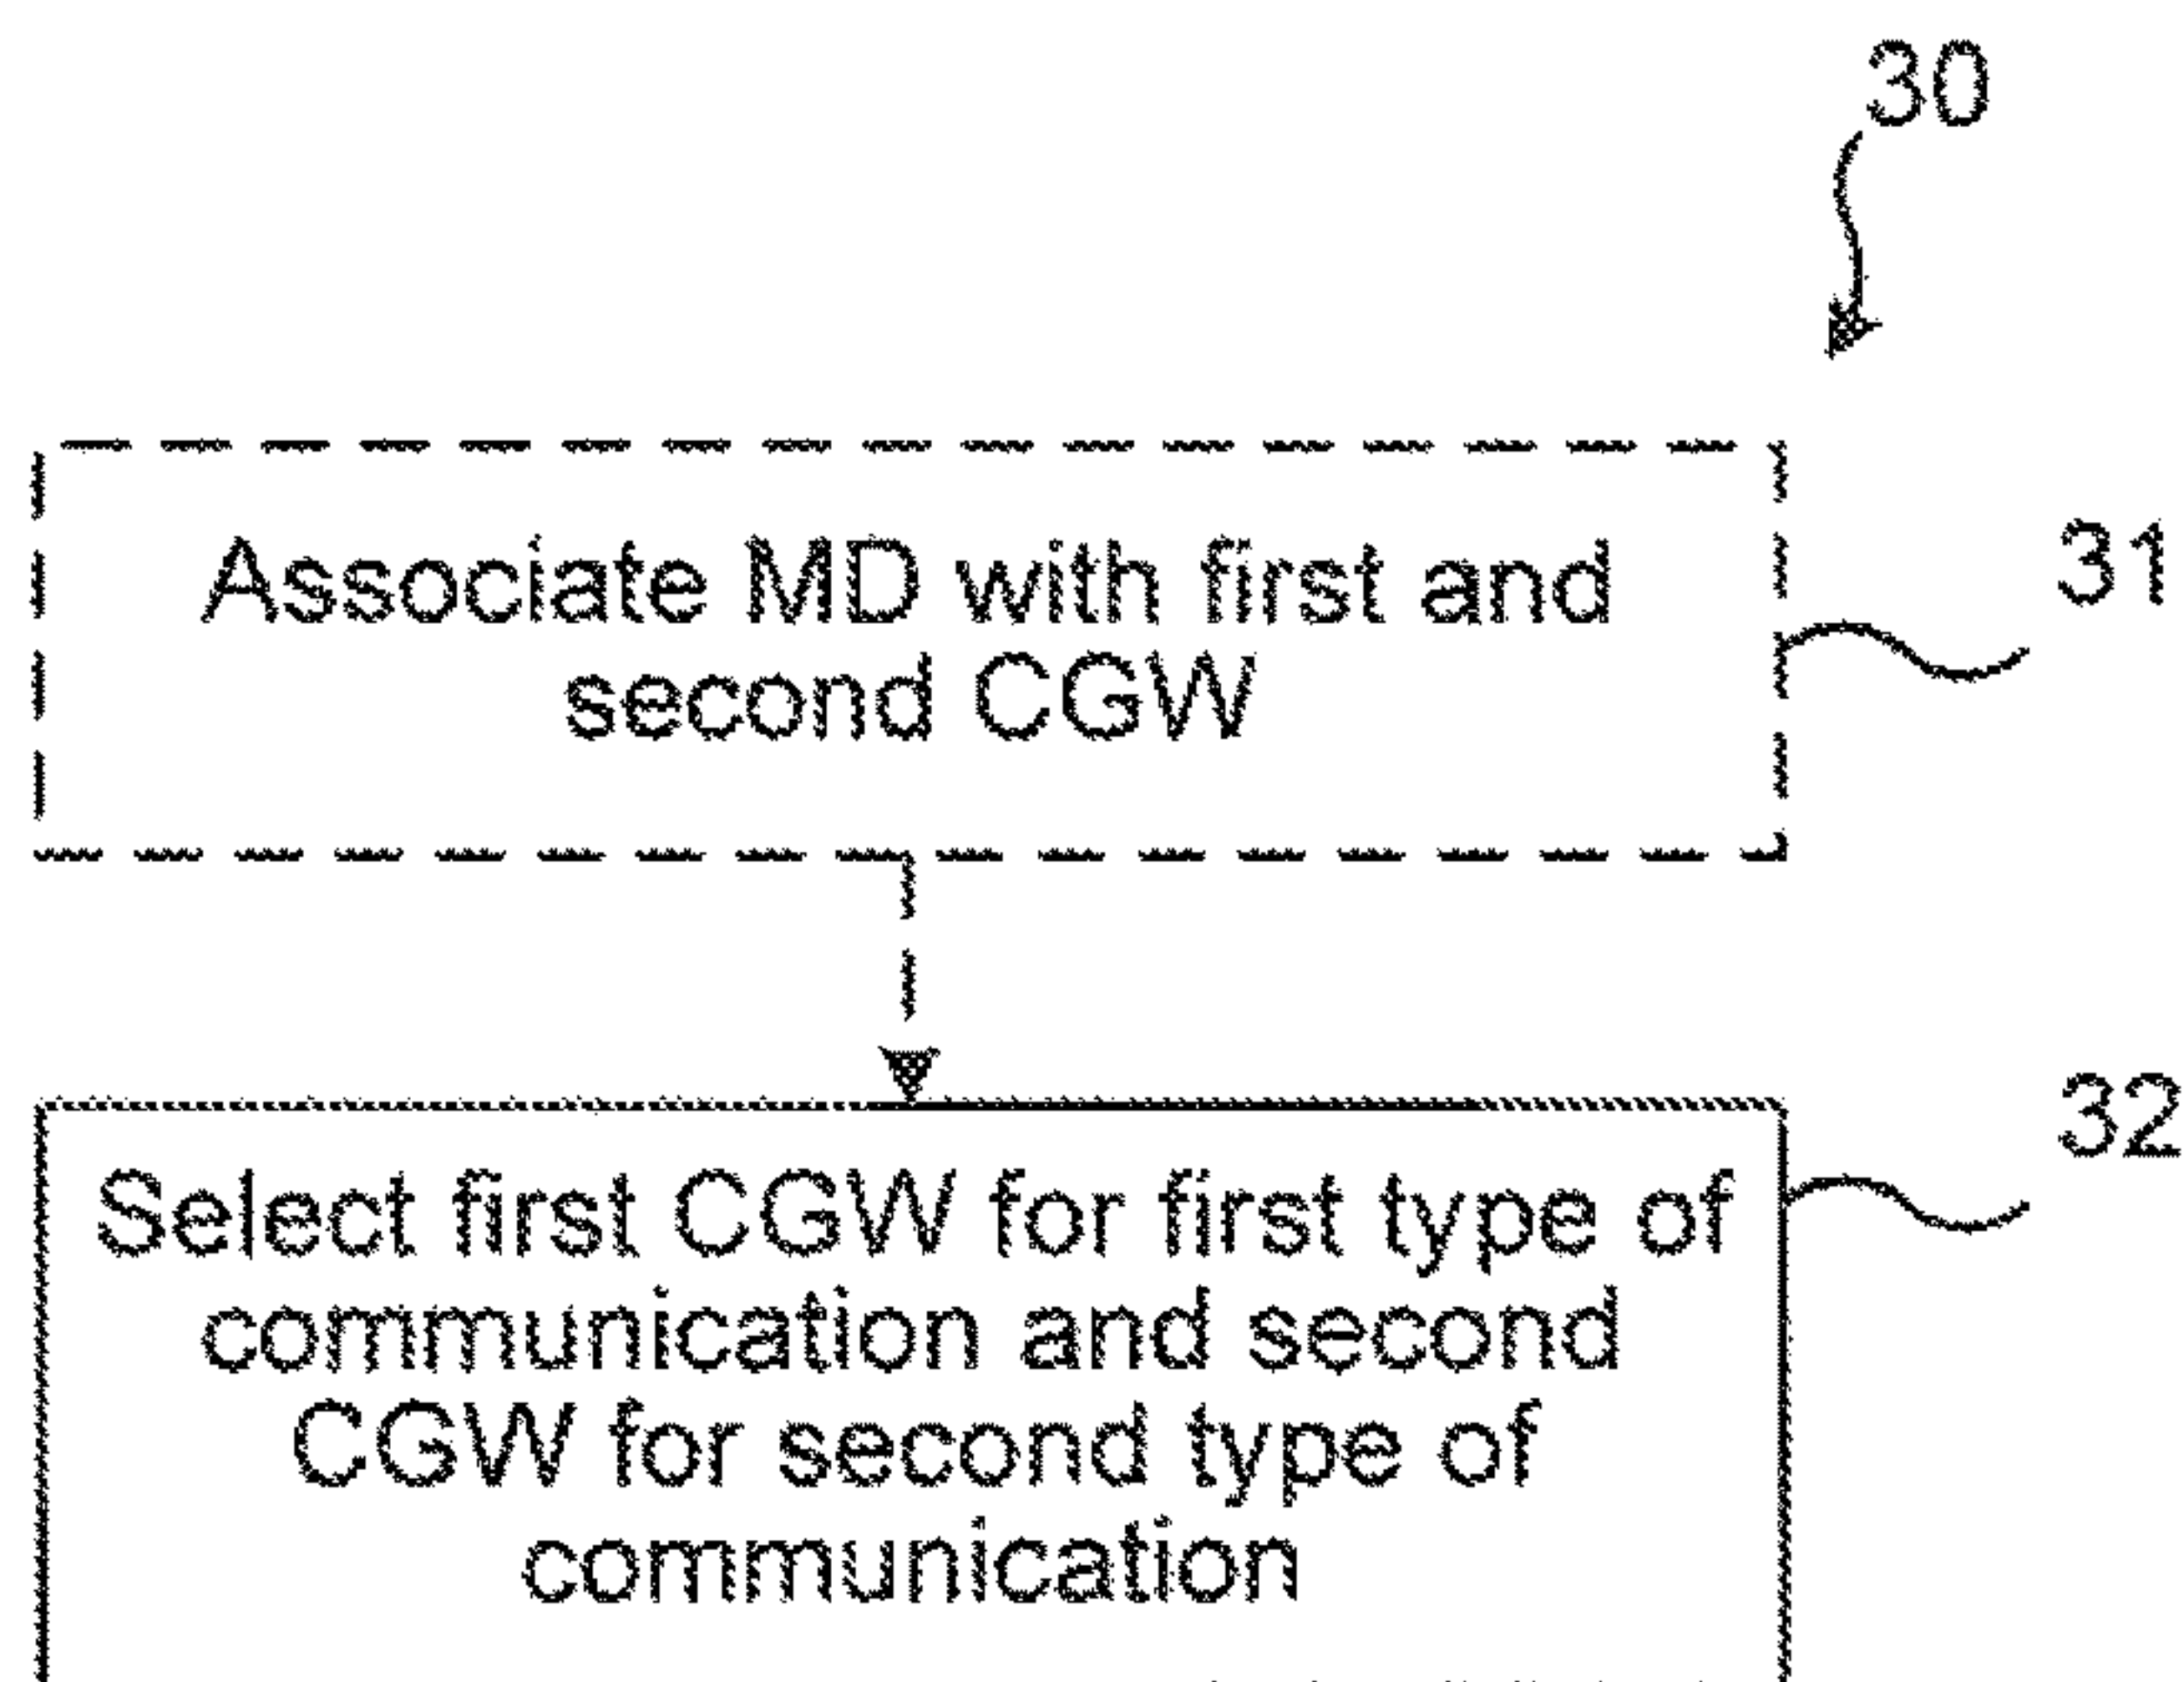 30
Associate MD with first and
second CGW
31
Select first CGW for first type of
communication and second
CGW for second type of
communication
32